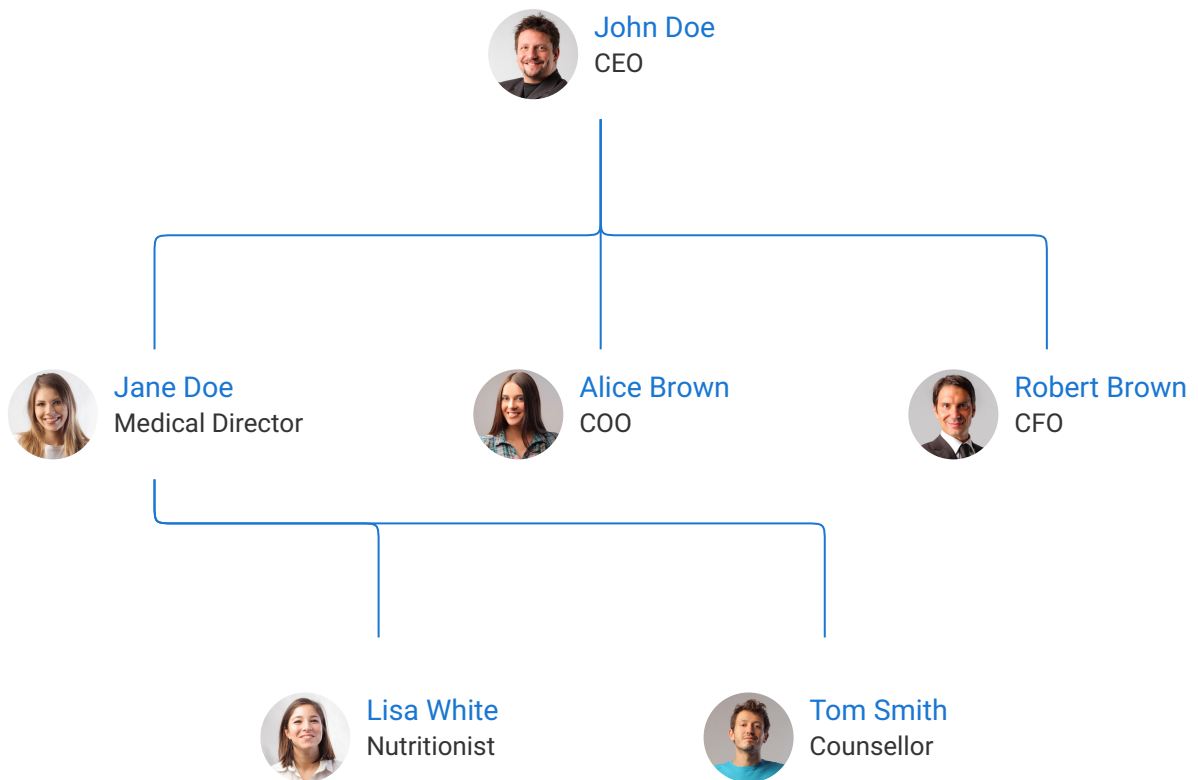 John Doe
CEO
Jane Doe
Medical Director
Alice Brown
COO
Robert Brown
CFO
Lisa White
Nutritionist
Tom Smith
Counsellor